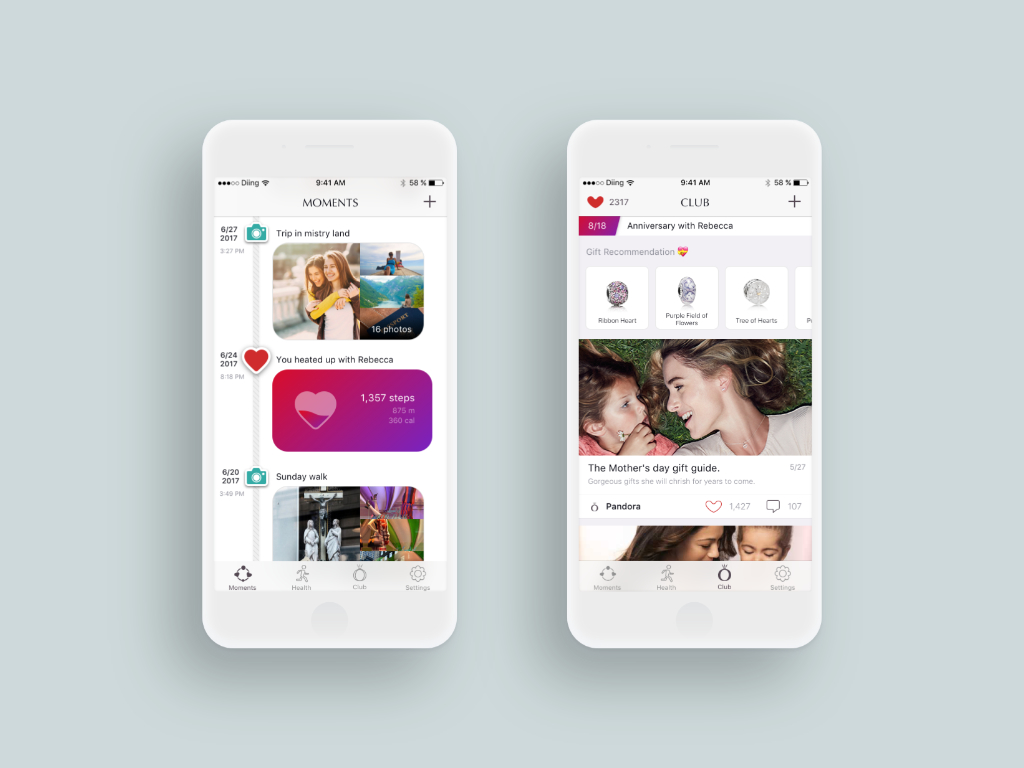 ●●●○○ Diing 9:41 AM 58 %
MOMENTS +
6/27
2017
3:27 PM
Trip in mistry land
PORT
16 photos
6/24
2017
8:18 PM
You heated up with Rebecca
1,357 steps
875 m
360 cal
6/20
2017
3:49 PM
Sunday walk
Moments Health Club Settings
●●●○○ Diing 9:41 AM 58 %
2317 CLUB +
8/18 Anniversary with Rebecca
Gift Recommendation 💝
Ribbon Heart
Purple Field of
Flowers
Tree of Hearts
The Mother's day gift guide. 5/27
Gorgeous gifts she will chrish for years to come.
Pandora 1,427 107
Moments Health Club Settings